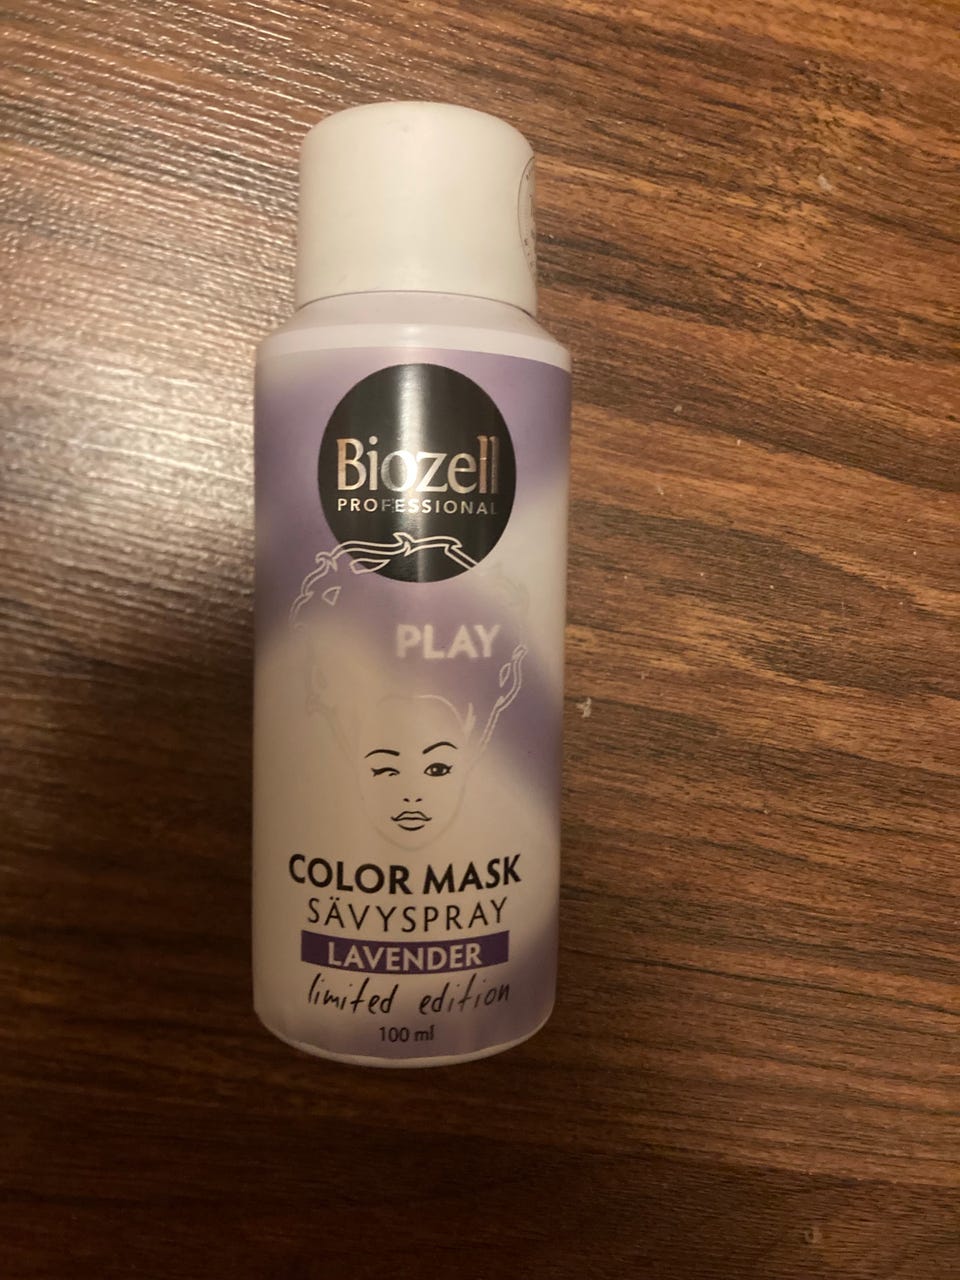 Biozell
PROFESSIONAL
PLAY
COLOR MASK
SÄVYSPRAY
LAVENDER
limited edition
100 ml